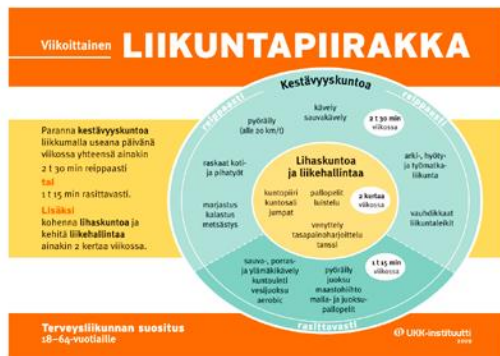 Viikoittainen LIIKUNTAPIIRAKKA
Paranna kestävyyskuntoa
liikkumalla useana päivänä
viikossa yhteensä ainakin
2 t 30 min reippaasti
tai
1 t 15 min rasittavasti.
Lisäksi
kohenna lihaskuntoa ja
kehitä liikehallintaa
ainakin 2 kertaa viikossa.
Kestävyyskuntoa
reippaasti
reippaasti
kävely
sauvakävely
2 t 30 min
viikossa
pyöräily
(alle 20 km/t)
raskaat koti-
ja pihatyöt
arki-, hyöty-
ja työmatka-
liikunta
marjastus
kalastus
metsästys
vauhdikkaat
liikuntaleikit
Lihaskuntoa
ja liikehallintaa
kuntopiiri
kuntosali
jumpat
pallopelit
luistelu
2 kertaa
viikossa
venyttely
tasapainoharjoittelu
tanssi
sauva-, porras-
ja ylämäkikävely
kuntouinti
vesijuoksu
aerobic
pyöräily
juoksu
maastohiihto
maila- ja juoksu-
pallopelit
1 t 15 min
viikossa
rasittavasti
Terveysliikunnan suositus
18–64-vuotiaille
UKK-instituutti
2009